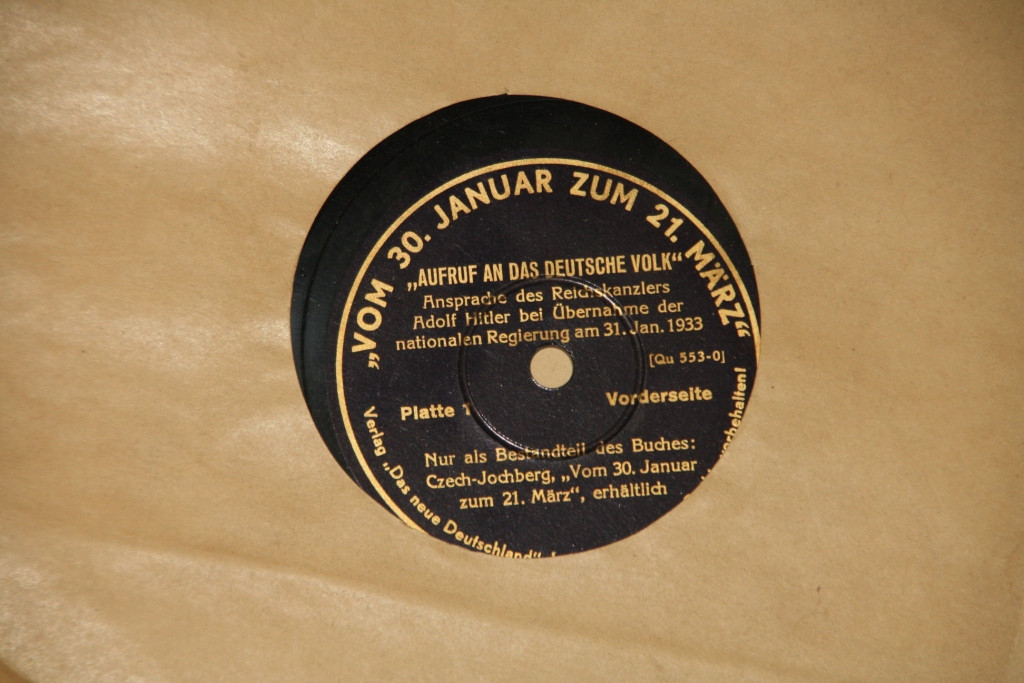 „VOM 30. JANUAR ZUM 21. MÄRZ“
„AUFRUF AN DAS DEUTSCHE VOLK“
Ansprache des Reichskanzlers
Adolf Hitler bei Übernahme der
nationalen Regierung am 31. Jan. 1933
[Qu 553-0]
Platte 1
Vorderseite
Nur als Bestandteil des Buches:
Czech-Jochberg, „Vom 30. Januar
zum 21. März“, erhältlich
Verlag „Das neue Deutschland“
vorbehalten!